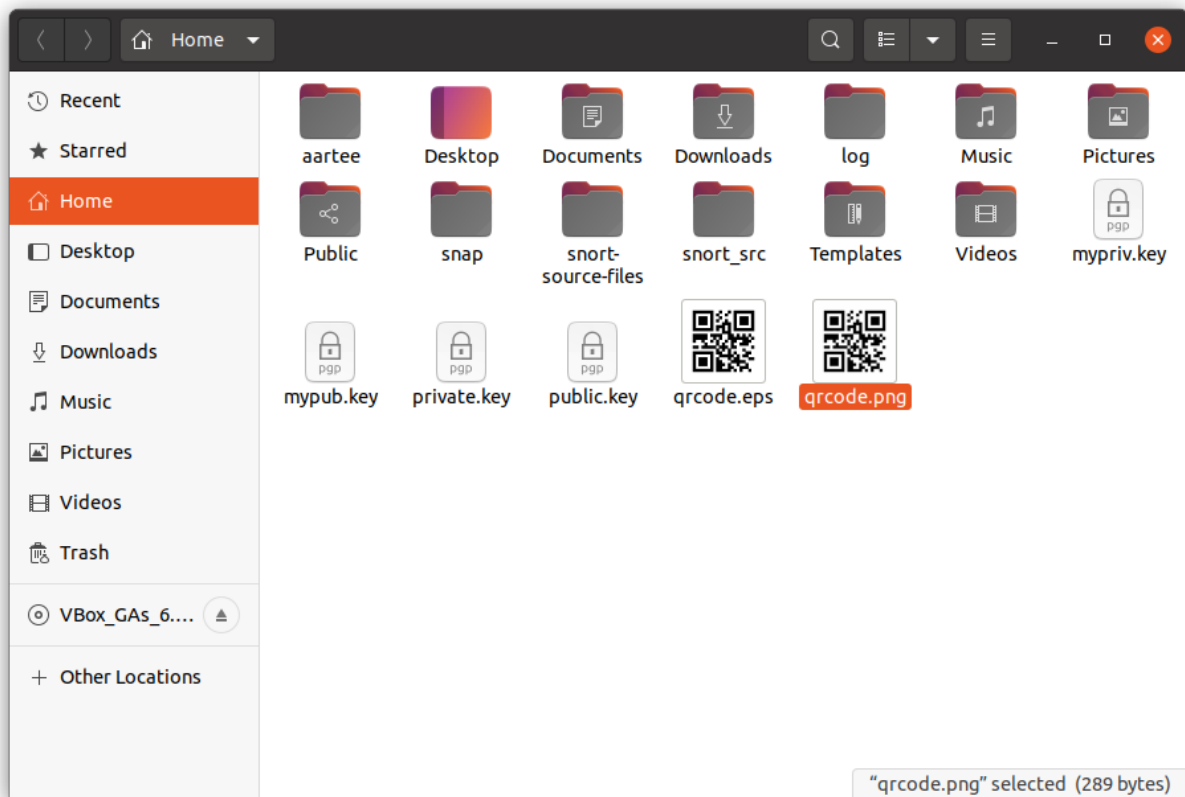 Home
Recent
Starred
Home
Desktop
Documents
Downloads
Music
Pictures
Videos
Trash
VBox_GAs_6....
Other Locations
aartee
Desktop
Documents
Downloads
log
Music
Pictures
Public
snap
snort-
source-files
snort_src
Templates
Videos
pgp
mypriv.key
pgp
mypub.key
pgp
private.key
pgp
public.key
qrcode.eps
qrcode.png
“qrcode.png” selected (289 bytes)